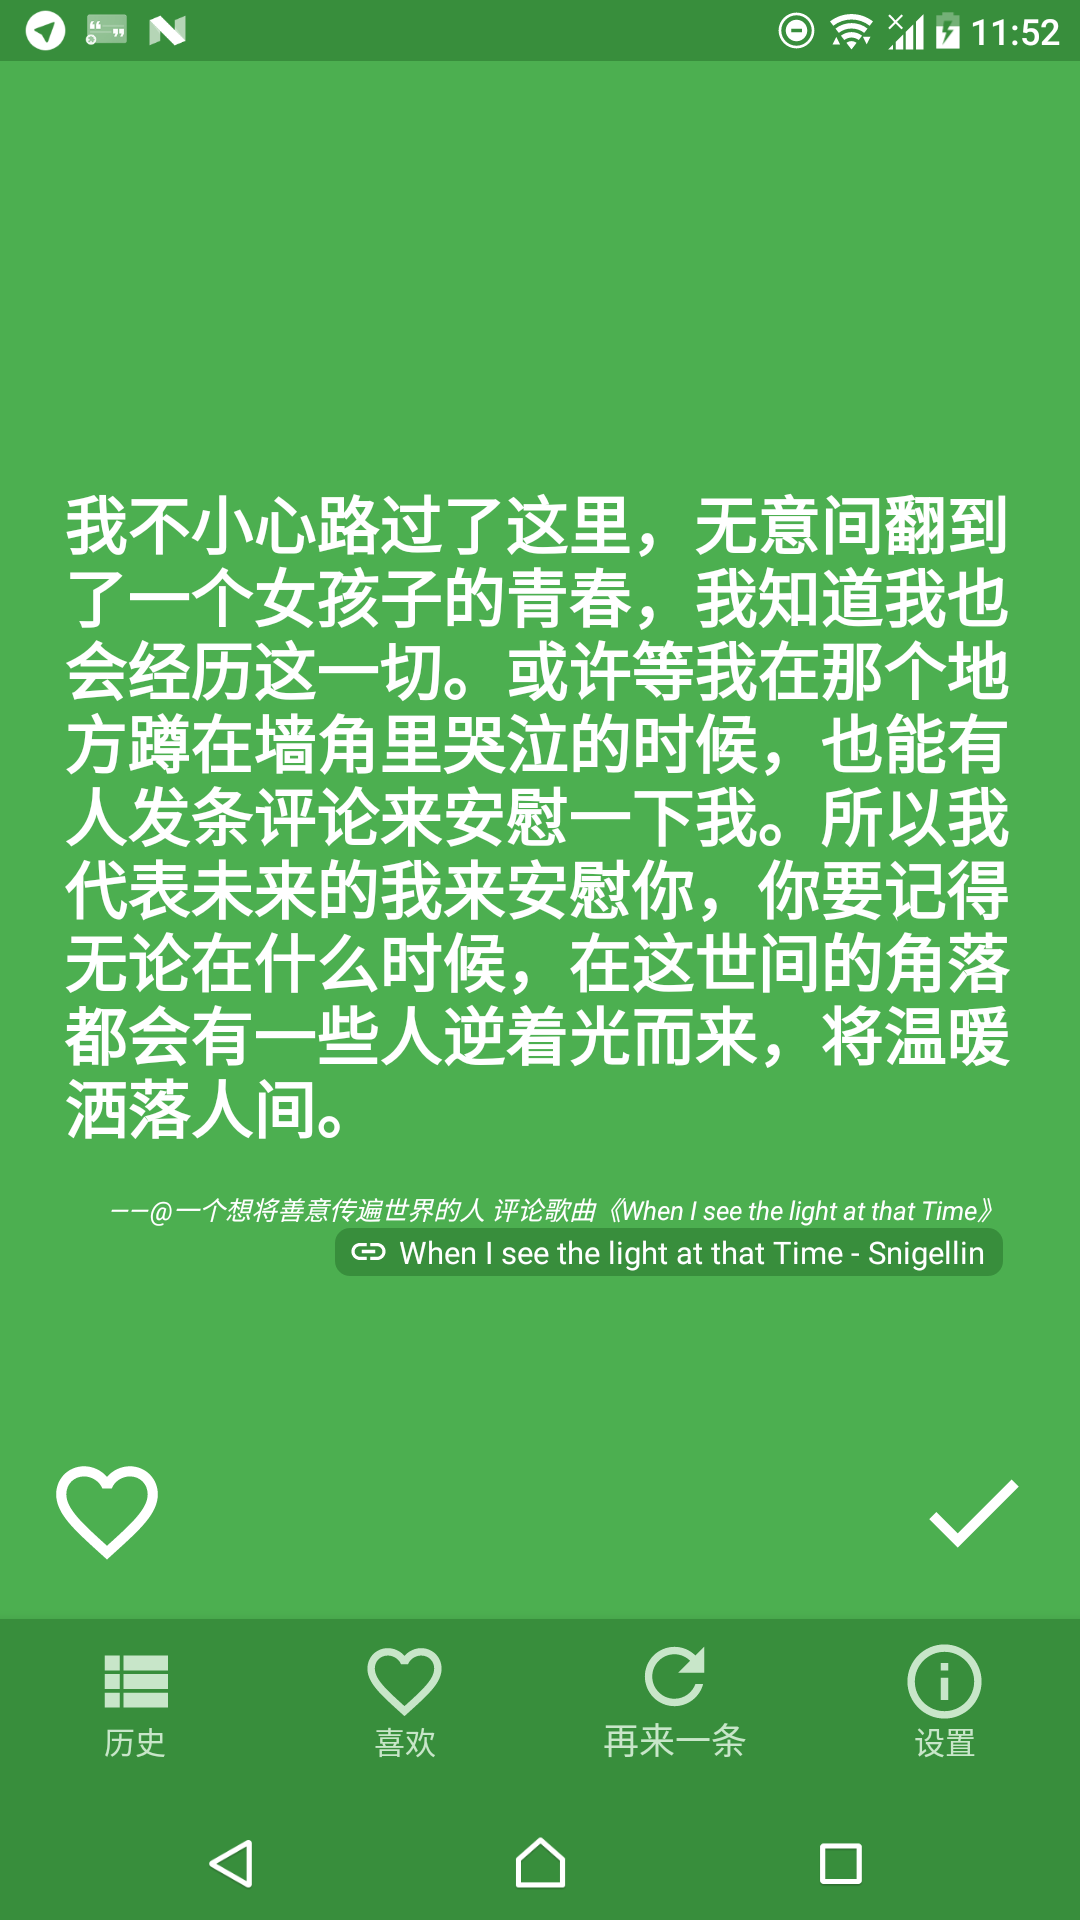 11:52
我不小心路过了这里，无意间翻到
了一个女孩子的青春，我知道我也
会经历这一切。或许等我在那个地
方蹲在墙角里哭泣的时候，也能有
人发条评论来安慰一下我。所以我
代表未来的我来安慰你，你要记得
无论在什么时候，在这世间的角落
都会有一些人逆着光而来，将温暖
洒落人间。
——@一个想将善意传遍世界的人 评论歌曲《When I see the light at that Time》
When I see the light at that Time - Snigellin
历史
喜欢
再来一条
设置